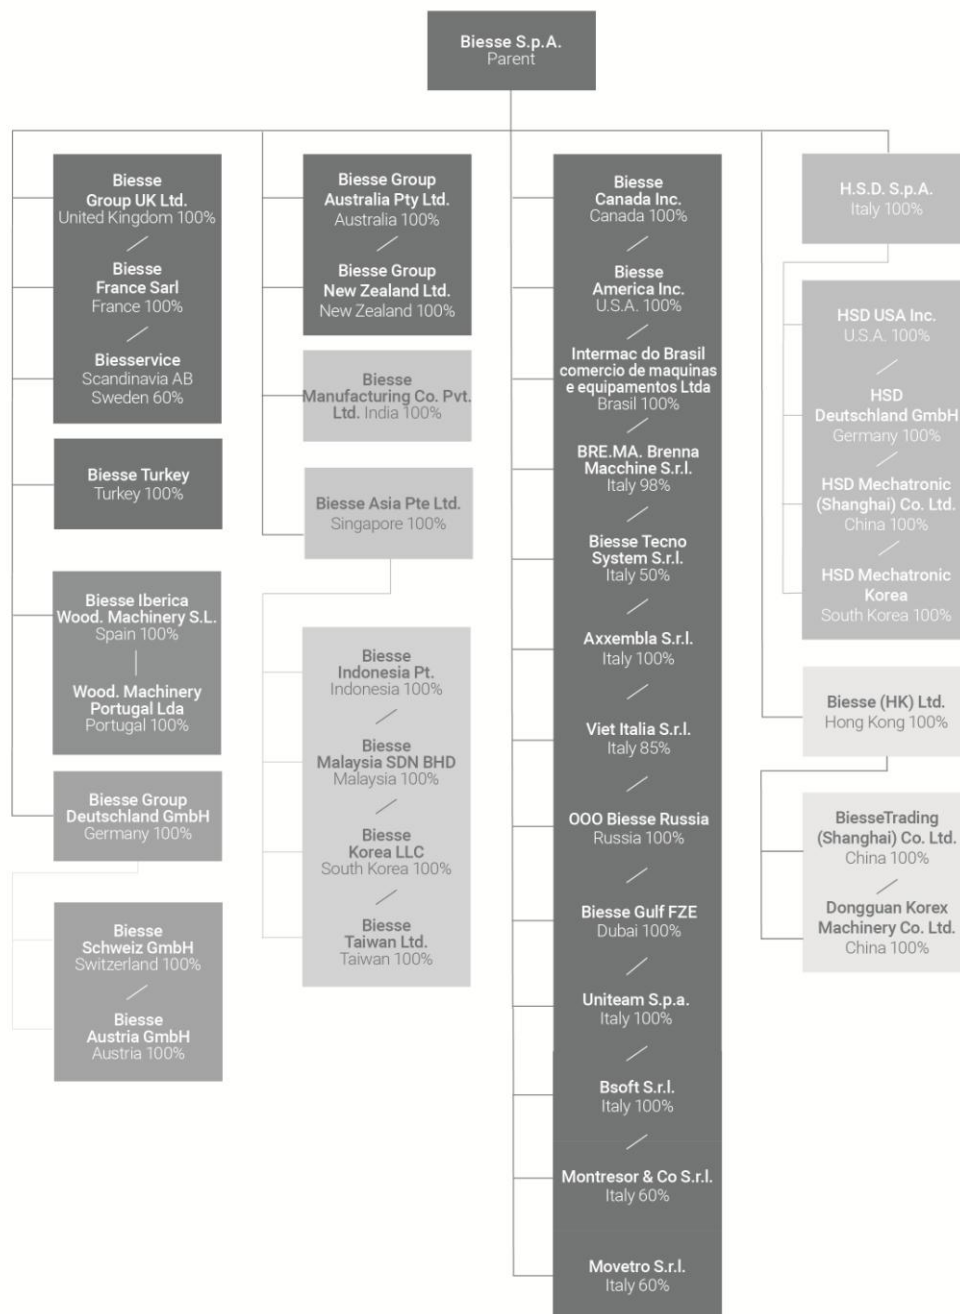 Biesse S.p.A.
Parent
Biesse
Group UK Ltd.
United Kingdom 100%
Biesse
France Sarl
France 100%
Biesservice
Scandinavia AB
Sweden 60%
Biesse Turkey
Turkey 100%
Biesse Iberica
Wood. Machinery S.L.
Spain 100%
Wood. Machinery
Portugal Lda
Portugal 100%
Biesse Group
Deutschland GmbH
Germany 100%
Biesse
Schweiz GmbH
Switzerland 100%
Biesse
Austria GmbH
Austria 100%
Biesse Group
Australia Pty Ltd.
Australia 100%
Biesse Group
New Zealand Ltd.
New Zealand 100%
Biesse
Manufacturing Co. Pvt.
Ltd. India 100%
Biesse Asia Pte Ltd.
Singapore 100%
Biesse
Indonesia Pt.
Indonesia 100%
Biesse
Malaysia SDN BHD
Malaysia 100%
Biesse
Korea LLC
South Korea 100%
Biesse
Taiwan Ltd.
Taiwan 100%
Biesse
Canada Inc.
Canada 100%
Biesse
America Inc.
U.S.A. 100%
Intermac do Brasil
comercio de maquinas
e equipamentos Ltda
Brasil 100%
BRE.MA. Brenna
Macchine S.r.l.
Italy 98%
Biesse Tecno
System S.r.l.
Italy 50%
Axxembla S.r.l.
Italy 100%
Viet Italia S.r.l.
Italy 85%
OOO Biesse Russia
Russia 100%
Biesse Gulf FZE
Dubai 100%
Uniteam S.p.a.
Italy 100%
Bsoft S.r.l.
Italy 100%
Montresor & Co S.r.l.
Italy 60%
Movetro S.r.l.
Italy 60%
H.S.D. S.p.A.
Italy 100%
HSD USA Inc.
U.S.A. 100%
HSD
Deutschland GmbH
Germany 100%
HSD Mechatronic
(Shanghai) Co. Ltd.
China 100%
HSD Mechatronic
Korea
South Korea 100%
Biesse (HK) Ltd.
Hong Kong 100%
BiesseTrading
(Shanghai) Co. Ltd.
China 100%
Dongguan Korex
Machinery Co. Ltd.
China 100%